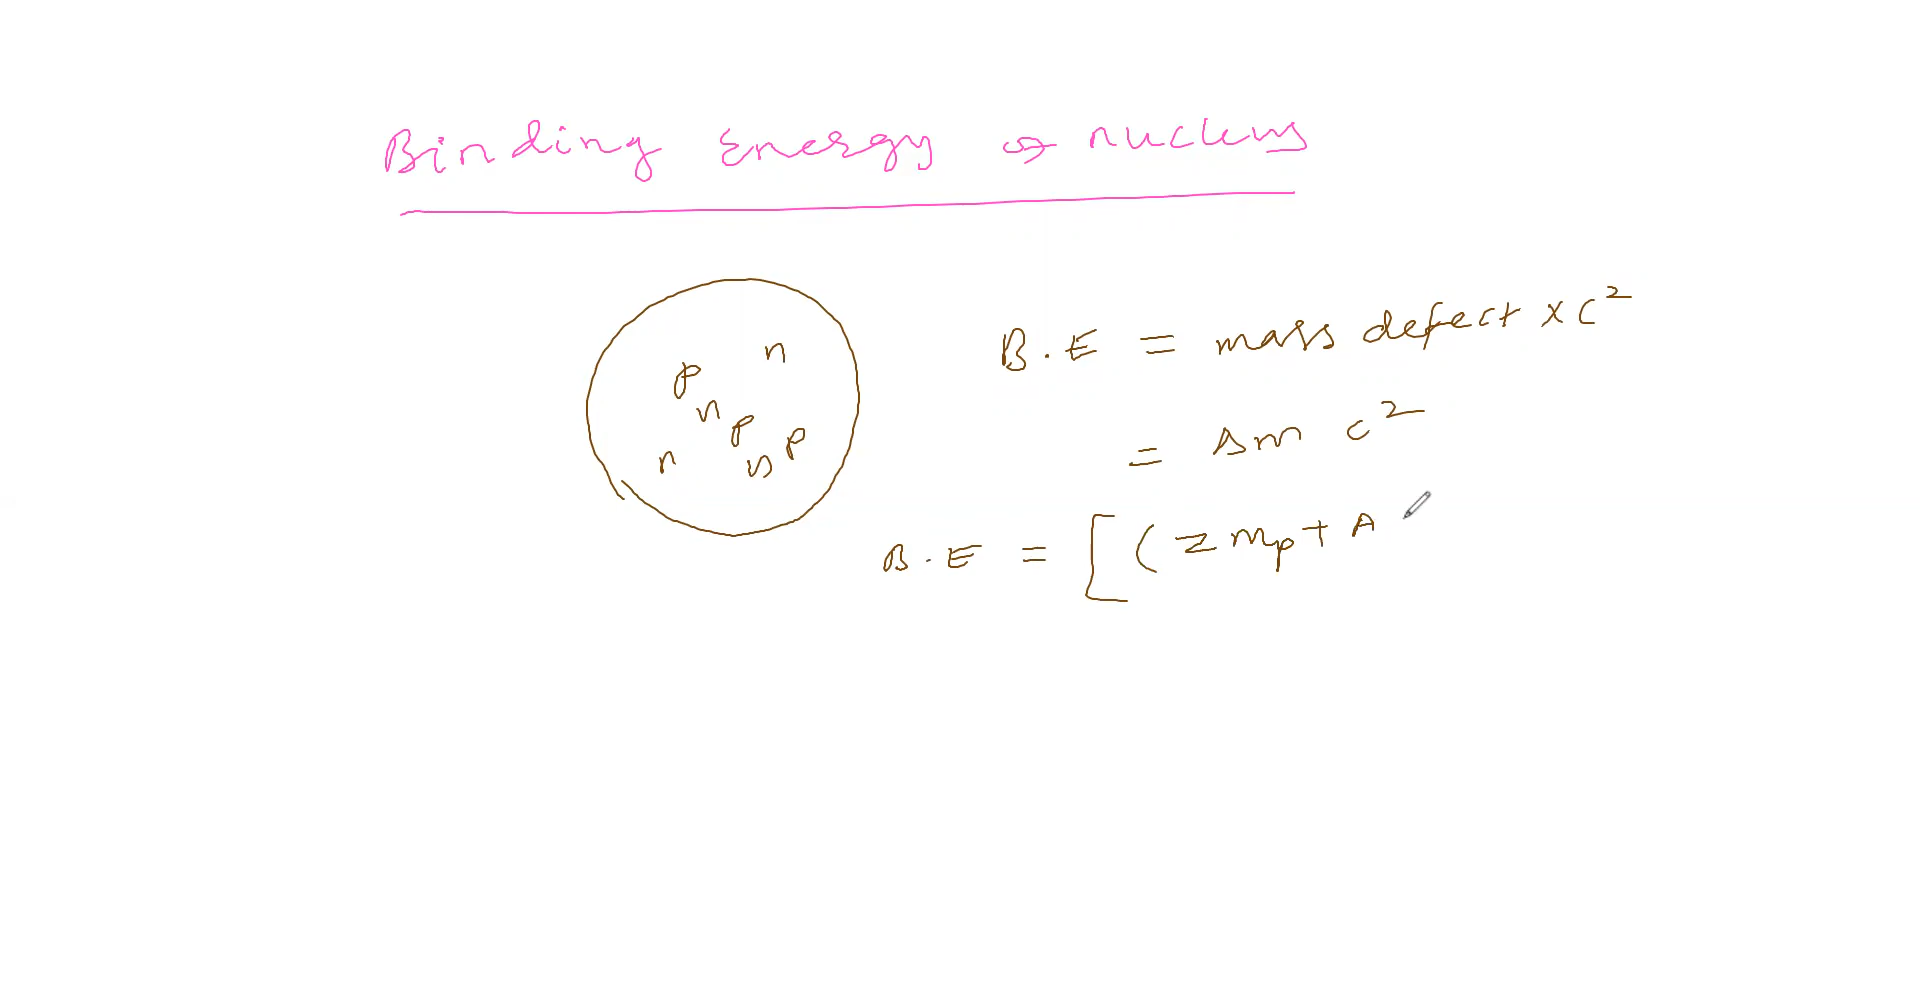 Binding Energy of nucleus
B.E = mass defect × c²
p n
n
p
n n p
= Δm c²
B.E = [(Z mp + A